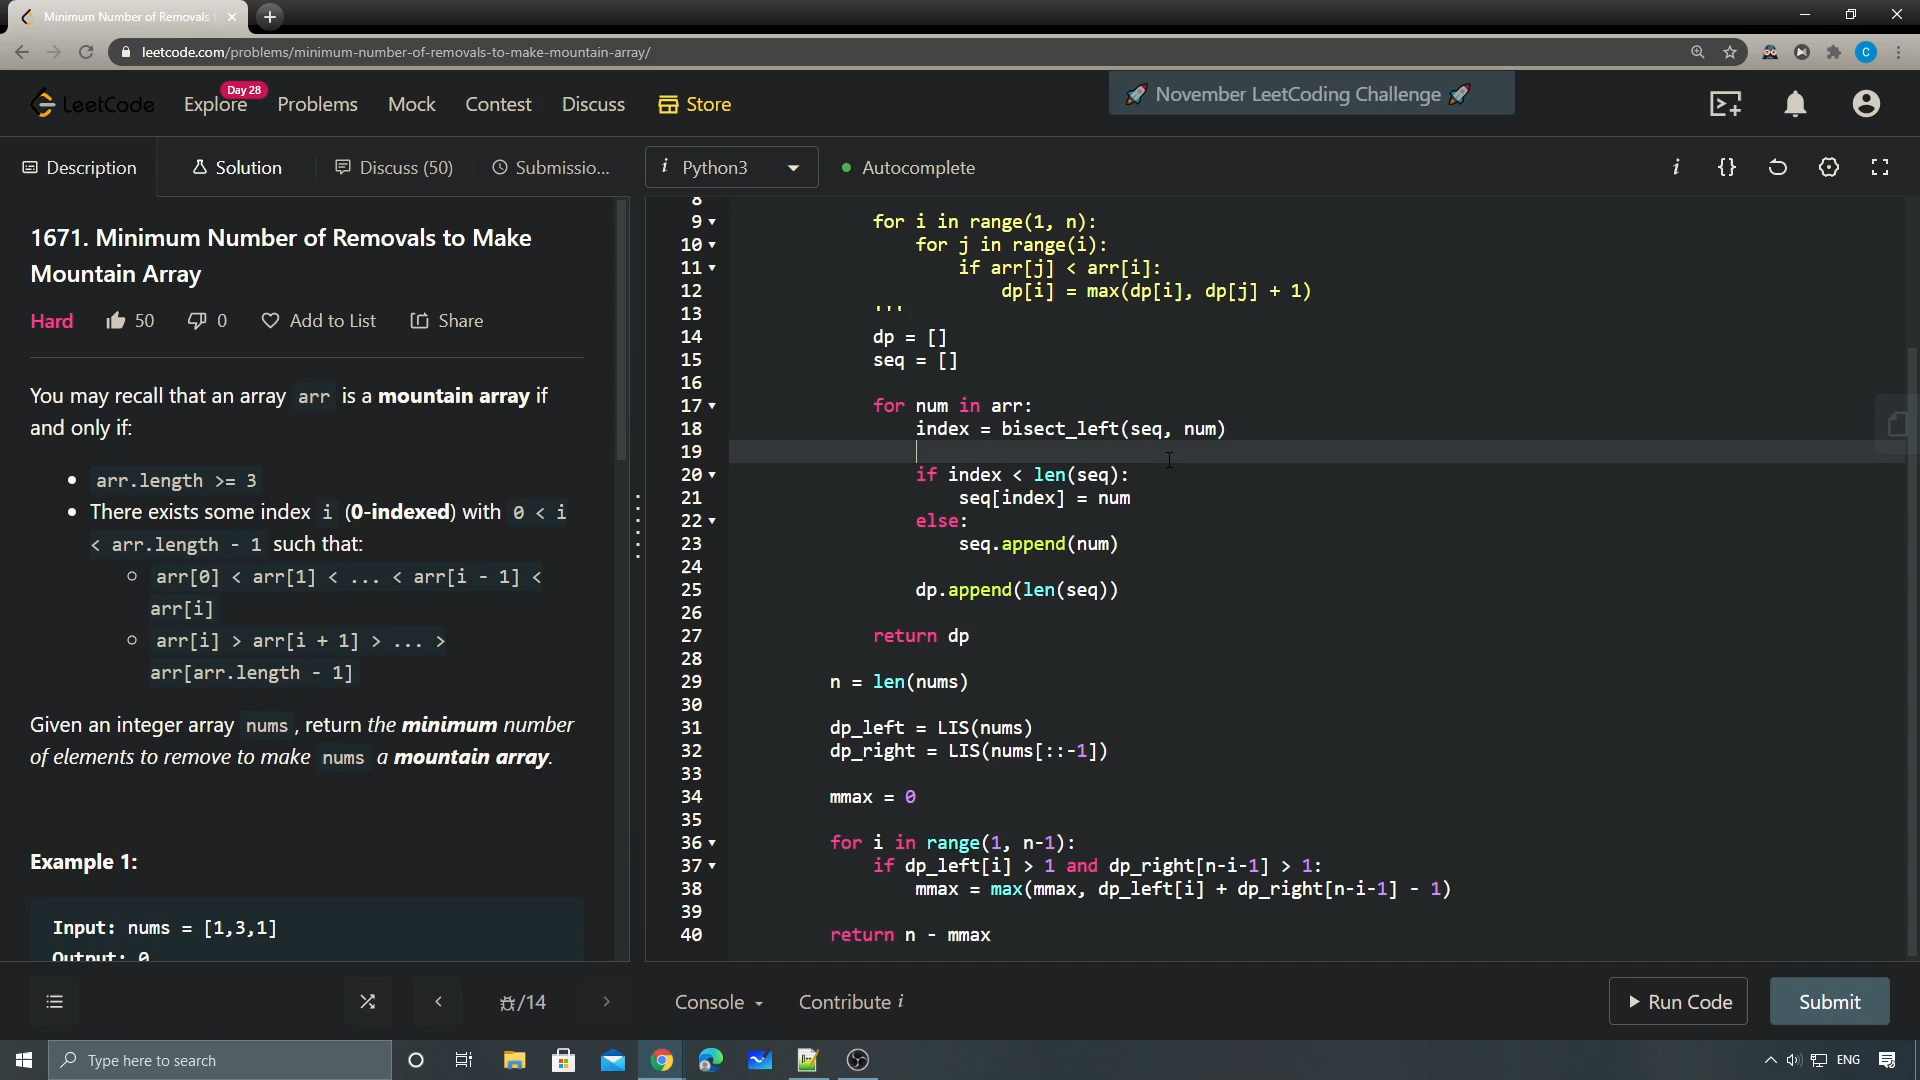 Minimum Number of Removals
leetcode.com/problems/minimum-number-of-removals-to-make-mountain-array/
C
LeetCode
Explore
Day 28
Problems
Mock
Contest
Discuss
Store
🚀 November LeetCoding Challenge 🚀
Description
Solution
Discuss (50)
Submissio...
i Python3
Autocomplete
i
{}
1671. Minimum Number of Removals to Make
Mountain Array
Hard
50
0
Add to List
Share
You may recall that an array arr is a mountain array if
and only if:
• arr.length >= 3
• There exists some index i (0-indexed) with 0 < i
< arr.length - 1 such that:
○ arr[0] < arr[1] < ... < arr[i - 1] <
arr[i]
○ arr[i] > arr[i + 1] > ... >
arr[arr.length - 1]
Given an integer array nums, return the minimum number
of elements to remove to make nums a mountain array.
Example 1:
Input: nums = [1,3,1]
Output: 0
8
9 for i in range(1, n):
10 for j in range(i):
11 if arr[j] < arr[i]:
12 dp[i] = max(dp[i], dp[j] + 1)
13 '''
14 dp = []
15 seq = []
16
17 for num in arr:
18 index = bisect_left(seq, num)
19
20 if index < len(seq):
21 seq[index] = num
22 else:
23 seq.append(num)
24
25 dp.append(len(seq))
26
27 return dp
28
29 n = len(nums)
30
31 dp_left = LIS(nums)
32 dp_right = LIS(nums[::-1])
33
34 mmax = 0
35
36 for i in range(1, n-1):
37 if dp_left[i] > 1 and dp_right[n-i-1] > 1:
38 mmax = max(mmax, dp_left[i] + dp_right[n-i-1] - 1)
39
40 return n - mmax
/14
Console
Contribute i
Run Code
Submit
Type here to search
ENG